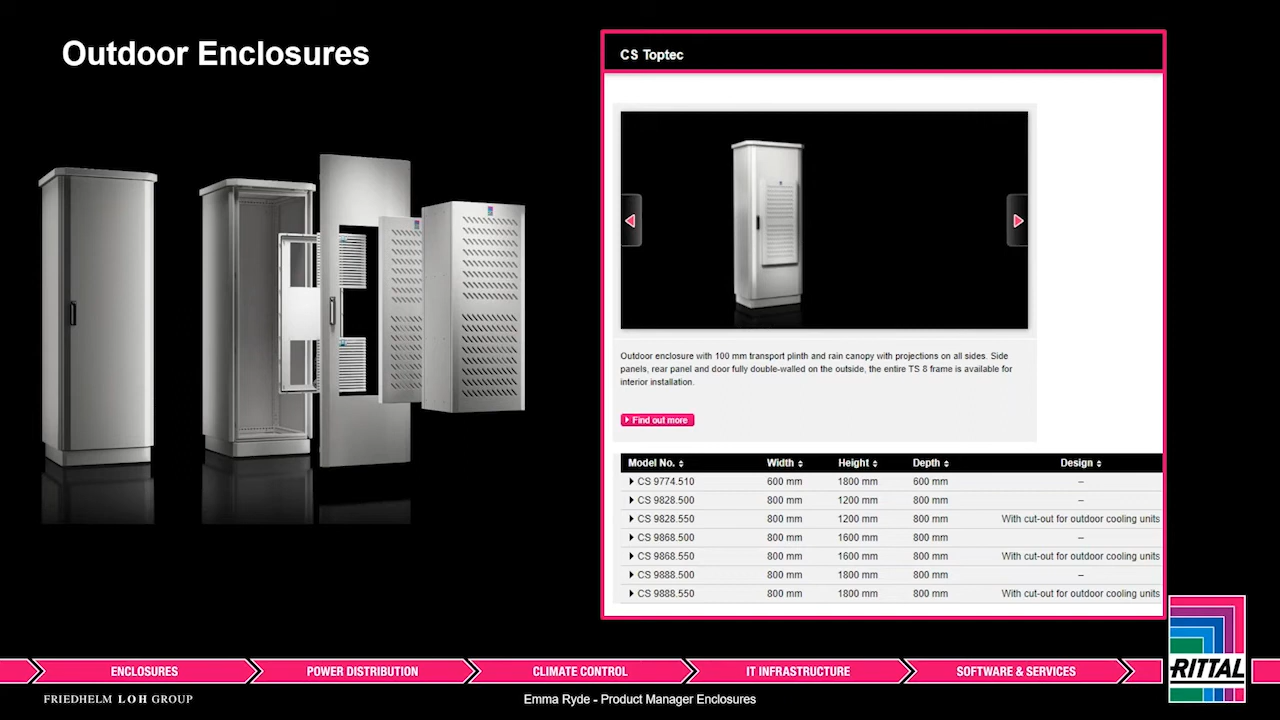 Outdoor Enclosures
CS Toptec
Outdoor enclosure with 100 mm transport plinth and rain canopy with projections on all sides. Side
panels, rear panel and door fully double-walled on the outside, the entire TS 8 frame is available for
interior installation.
Find out more
Model No. Width Height Depth Design
CS 9774.510 600 mm 1800 mm 600 mm –
CS 9828.500 800 mm 1200 mm 800 mm –
CS 9828.550 800 mm 1200 mm 800 mm With cut-out for outdoor cooling units
CS 9868.500 800 mm 1600 mm 800 mm –
CS 9868.550 800 mm 1600 mm 800 mm With cut-out for outdoor cooling units
CS 9888.500 800 mm 1800 mm 800 mm –
CS 9888.550 800 mm 1800 mm 800 mm With cut-out for outdoor cooling units
ENCLOSURES POWER DISTRIBUTION CLIMATE CONTROL IT INFRASTRUCTURE SOFTWARE & SERVICES
RITTAL
FRIEDHELM LOH GROUP
Emma Ryde - Product Manager Enclosures